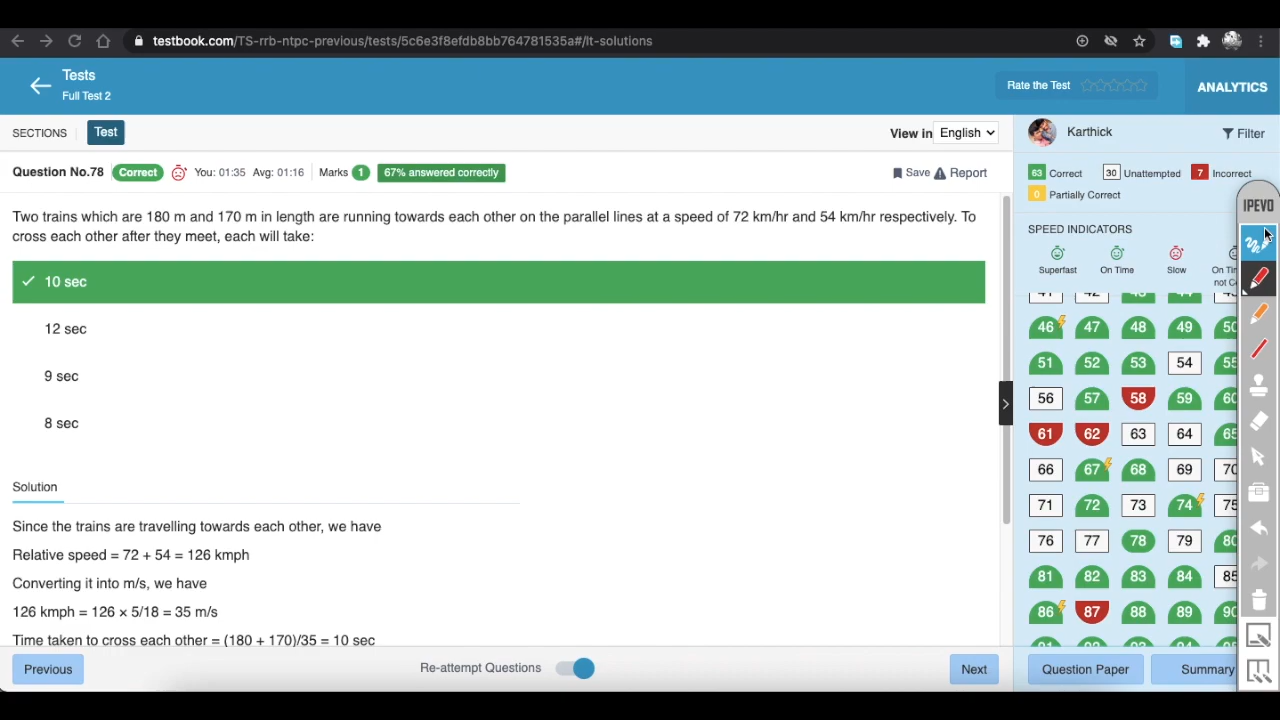 testbook.com/TS-rrb-ntpc-previous/tests/5c6e3f8efdb8bb764781535a#/lt-solutions
Tests
Full Test 2
Rate the Test
ANALYTICS
SECTIONS
Test
View in English
Karthick
Filter
Question No.78 Correct You: 01:35 Avg: 01:16 Marks 1 67% answered correctly
Save Report
63 Correct 30 Unattempted 7 Incorrect
0 Partially Correct
IPEVO
Two trains which are 180 m and 170 m in length are running towards each other on the parallel lines at a speed of 72 km/hr and 54 km/hr respectively. To
cross each other after they meet, each will take:
SPEED INDICATORS
Superfast On Time Slow
10 sec
12 sec
9 sec
8 sec
46 47 48 49
51 52 53 54
56 57 58 59
61 62 63 64
66 67 68 69 70
71 72 73 74 75
76 77 78 79
81 82 83 84 85
86 87 88 89
Solution
Since the trains are travelling towards each other, we have
Relative speed = 72 + 54 = 126 kmph
Converting it into m/s, we have
126 kmph = 126 × 5/18 = 35 m/s
Time taken to cross each other = (180 + 170)/35 = 10 sec
Previous
Re-attempt Questions
Next
Question Paper
Summary